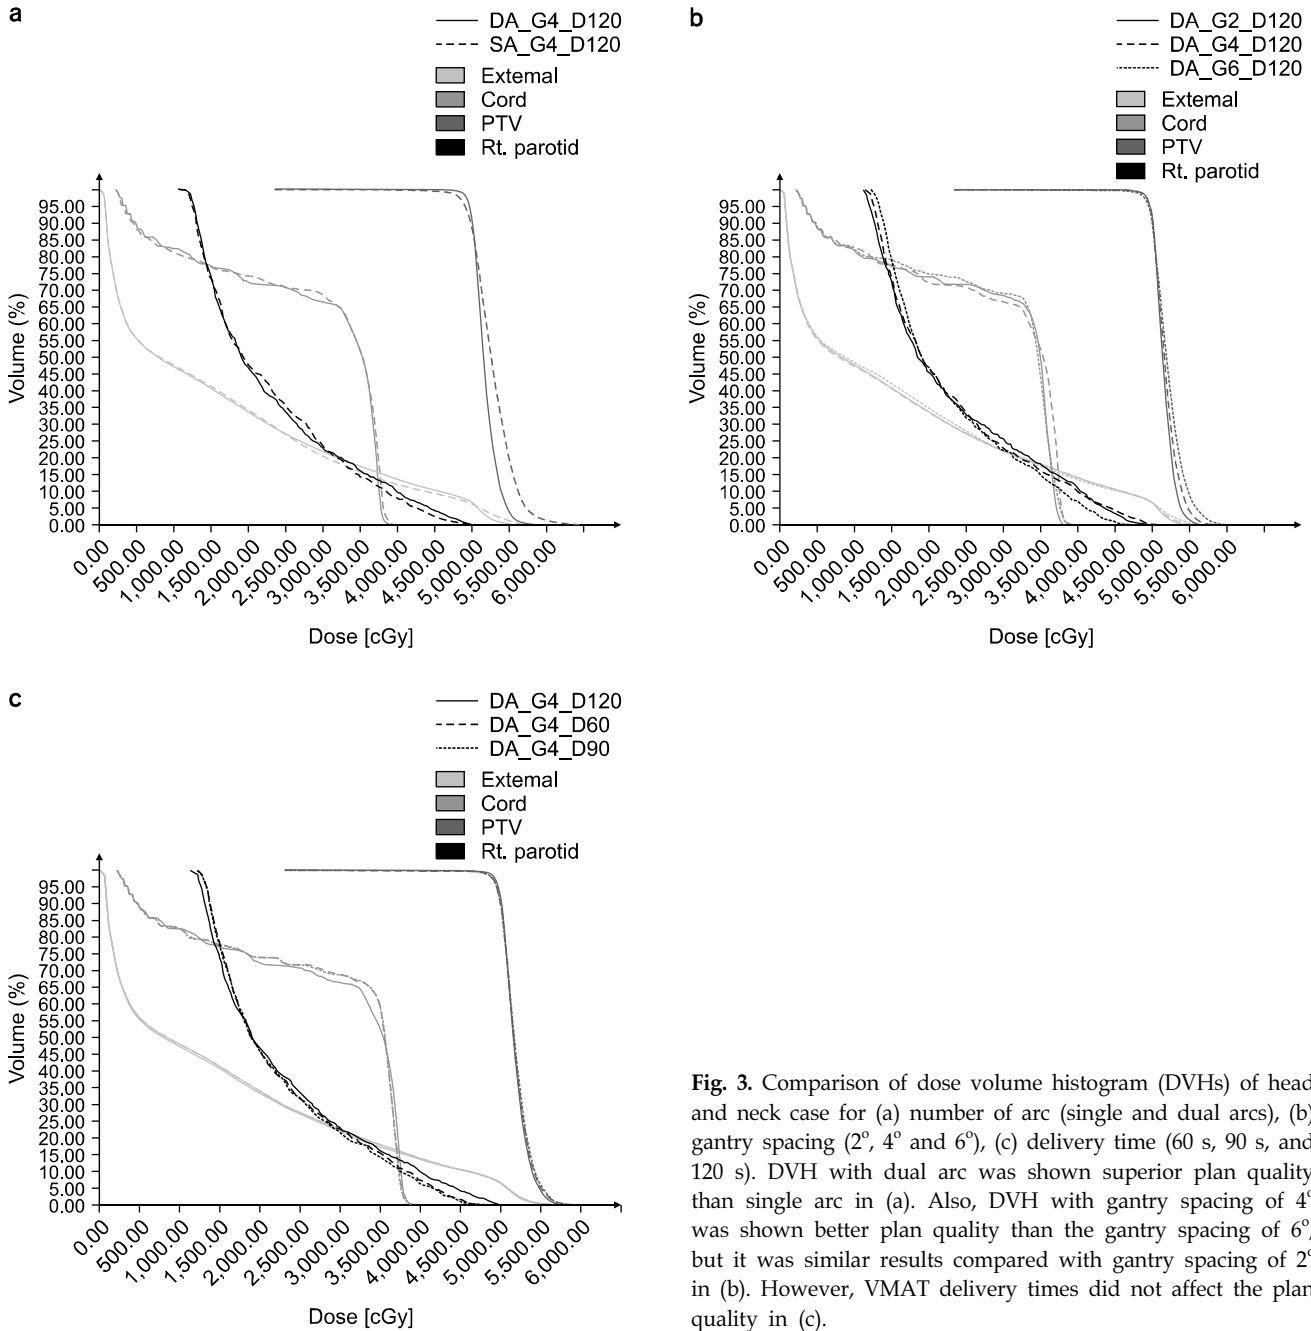 a
DA_G4_D120
SA_G4_D120
Extemal
Cord
PTV
Rt. parotid
Volume (%)
95.00
90.00
85.00
80.00
75.00
70.00
65.00
60.00
55.00
50.00
45.00
40.00
35.00
30.00
25.00
20.00
15.00
10.00
5.00
0.00
0.00
500.00
1,000.00
1,500.00
2,000.00
2,500.00
3,000.00
3,500.00
4,000.00
4,500.00
5,000.00
5,500.00
6,000.00
Dose [cGy]
b
DA_G2_D120
DA_G4_D120
DA_G6_D120
Extemal
Cord
PTV
Rt. parotid
Volume (%)
95.00
90.00
85.00
80.00
75.00
70.00
65.00
60.00
55.00
50.00
45.00
40.00
35.00
30.00
25.00
20.00
15.00
10.00
5.00
0.00
0.00
500.00
1,000.00
1,500.00
2,000.00
2,500.00
3,000.00
3,500.00
4,000.00
4,500.00
5,000.00
5,500.00
6,000.00
Dose [cGy]
c
DA_G4_D120
DA_G4_D60
DA_G4_D90
Extemal
Cord
PTV
Rt. parotid
Volume (%)
95.00
90.00
85.00
80.00
75.00
70.00
65.00
60.00
55.00
50.00
45.00
40.00
35.00
30.00
25.00
20.00
15.00
10.00
5.00
0.00
0.00
500.00
1,000.00
1,500.00
2,000.00
2,500.00
3,000.00
3,500.00
4,000.00
4,500.00
5,000.00
5,500.00
6,000.00
Dose [cGy]
Fig. 3. Comparison of dose volume histogram (DVHs) of head
and neck case for (a) number of arc (single and dual arcs), (b)
gantry spacing (2°, 4° and 6°), (c) delivery time (60 s, 90 s, and
120 s). DVH with dual arc was shown superior plan quality
than single arc in (a). Also, DVH with gantry spacing of 4°
was shown better plan quality than the gantry spacing of 6°,
but it was similar results compared with gantry spacing of 2°
in (b). However, VMAT delivery times did not affect the plan
quality in (c).